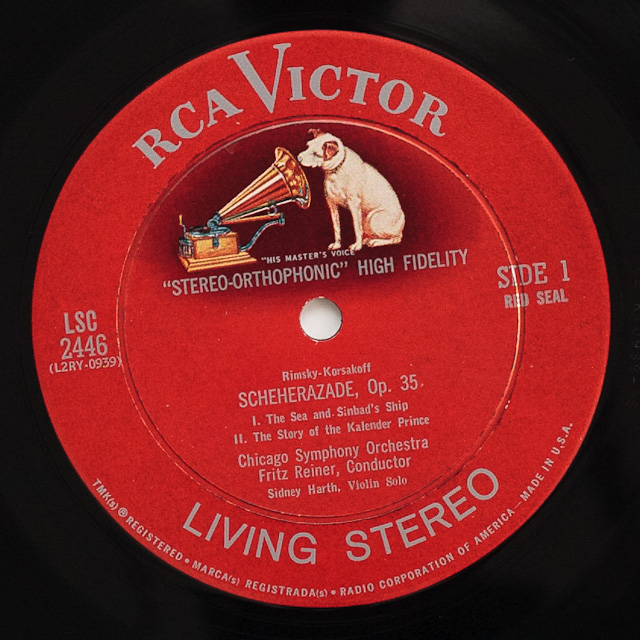 RCA VICTOR
"HIS MASTER'S VOICE"
"STEREO-ORTHOPHONIC" HIGH FIDELITY
SIDE 1
RED SEAL
LSC
2446
(L2RY-0939)
Rimsky-Korsakoff
SCHEHERAZADE, Op. 35
I. The Sea and Sinbad's Ship
II. The Story of the Kalender Prince
Chicago Symphony Orchestra
Fritz Reiner, Conductor
Sidney Harth, Violin Solo
LIVING STEREO
TMK(s) ® REGISTERED • MARCA(s) REGISTRADA(s) • RADIO CORPORATION OF AMERICA — MADE IN U.S.A.